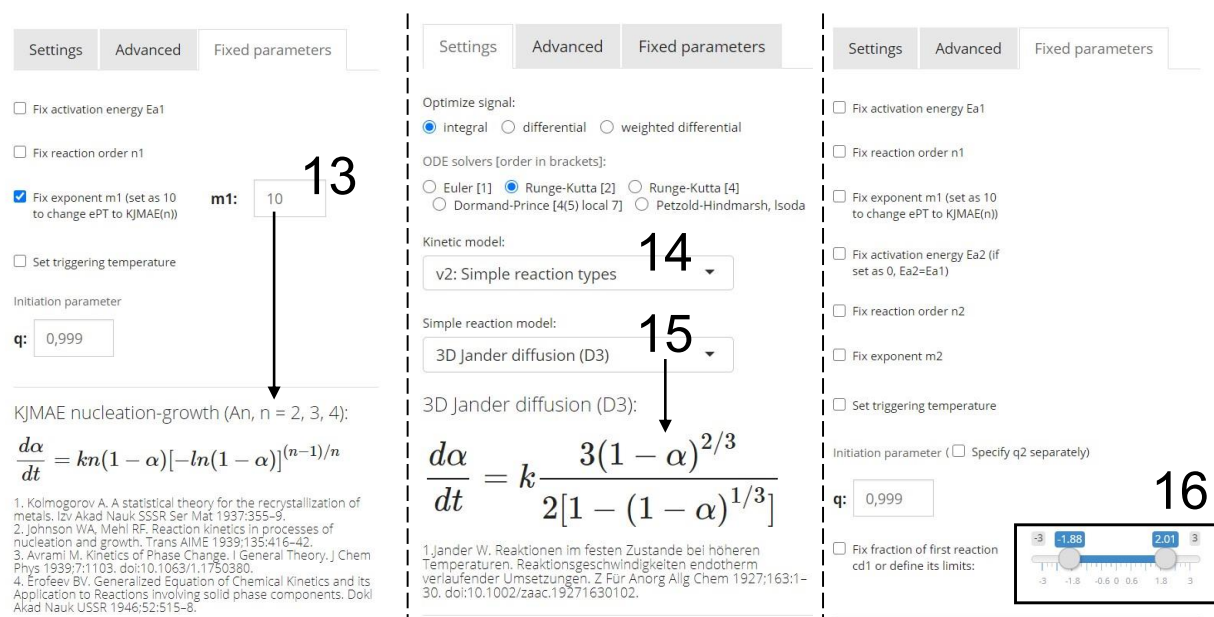 Settings Advanced Fixed parameters
Fix activation energy Ea1
Fix reaction order n1
Fix exponent m1 (set as 10
to change ePT to KJMAE(n))
m1: 10
13
Set triggering temperature
Initiation parameter
q: 0,999
KJMAE nucleation-growth (An, n = 2, 3, 4):
dα/dt = kn(1 − α)[−ln(1 − α)]^(n−1)/n
1. Kolmogorov A. A statistical theory for the recrystallization of
metals. Izv Akad Nauk SSSR Ser Mat 1937:355–9.
2. Johnson WA, Mehl RF. Reaction kinetics in processes of
nucleation and growth. Trans AIME 1939;135:416–42.
3. Avrami M. Kinetics of Phase Change. I General Theory. J Chem
Phys 1939;7:1103. doi:10.1063/1.1750380.
4. Erofeev BV. Generalized Equation of Chemical Kinetics and its
Application to Reactions involving solid phase components. Dokl
Akad Nauk USSR 1946;52:515–8.
Settings Advanced Fixed parameters
Optimize signal:
integral differential weighted differential
ODE solvers [order in brackets]:
Euler [1] Runge-Kutta [2] Runge-Kutta [4]
Dormand-Prince [4(5) local 7] Petzold-Hindmarsh, lsoda
Kinetic model:
14
v2: Simple reaction types
Simple reaction model:
15
3D Jander diffusion (D3)
3D Jander diffusion (D3):
dα/dt = k 3(1 − α)^2/3 / 2[1 − (1 − α)^1/3]
1.Jander W. Reaktionen im festen Zustande bei höheren
Temperaturen. Reaktionsgeschwindigkeiten endotherm
verlaufender Umsetzungen. Z Für Anorg Allg Chem 1927;163:1–
30. doi:10.1002/zaac.19271630102.
Settings Advanced Fixed parameters
Fix activation energy Ea1
Fix reaction order n1
Fix exponent m1 (set as 10
to change ePT to KJMAE(n))
Fix activation energy Ea2 (if
set as 0, Ea2=Ea1)
Fix reaction order n2
Fix exponent m2
Set triggering temperature
Initiation parameter ( Specify q2 separately)
q: 0,999
16
Fix fraction of first reaction
cd1 or define its limits:
-3 -1.88 2.01 3
-3 -1.8 -0.6 0 0.6 1.8 3